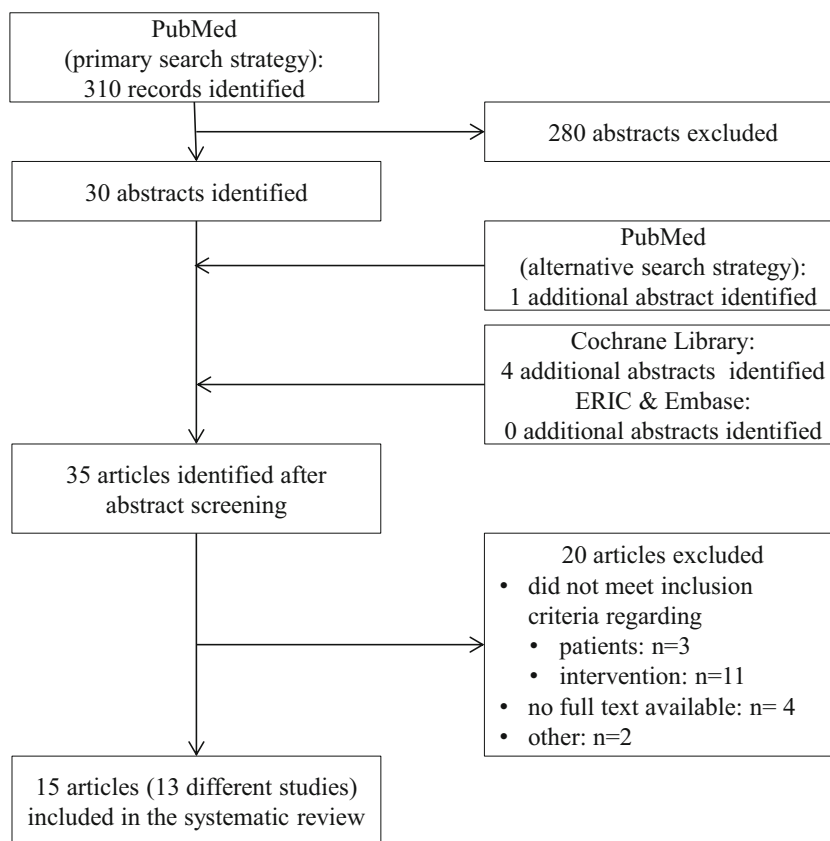 PubMed
(primary search strategy):
310 records identified
280 abstracts excluded
30 abstracts identified
PubMed
(alternative search strategy):
1 additional abstract identified
Cochrane Library:
4 additional abstracts identified
ERIC & Embase:
0 additional abstracts identified
35 articles identified after
abstract screening
20 articles excluded
• did not meet inclusion
criteria regarding
• patients: n=3
• intervention: n=11
• no full text available: n= 4
• other: n=2
15 articles (13 different studies)
included in the systematic review